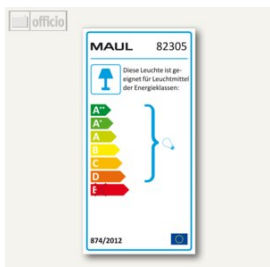 officio
MAUL 82305
Diese Leuchte ist ge-
eignet für Leuchtmittel
der Energieklassen:
A++
A+
A
B
C
D
E
874/2012